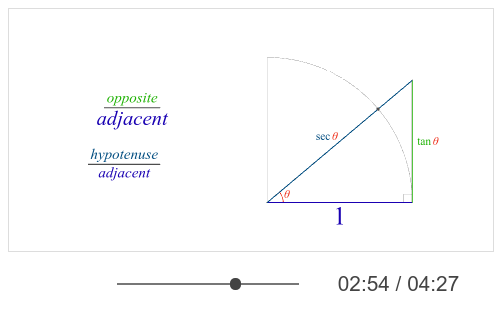 opposite
adjacent
hypotenuse
adjacent
sec θ
tan θ
θ
1
02:54 / 04:27